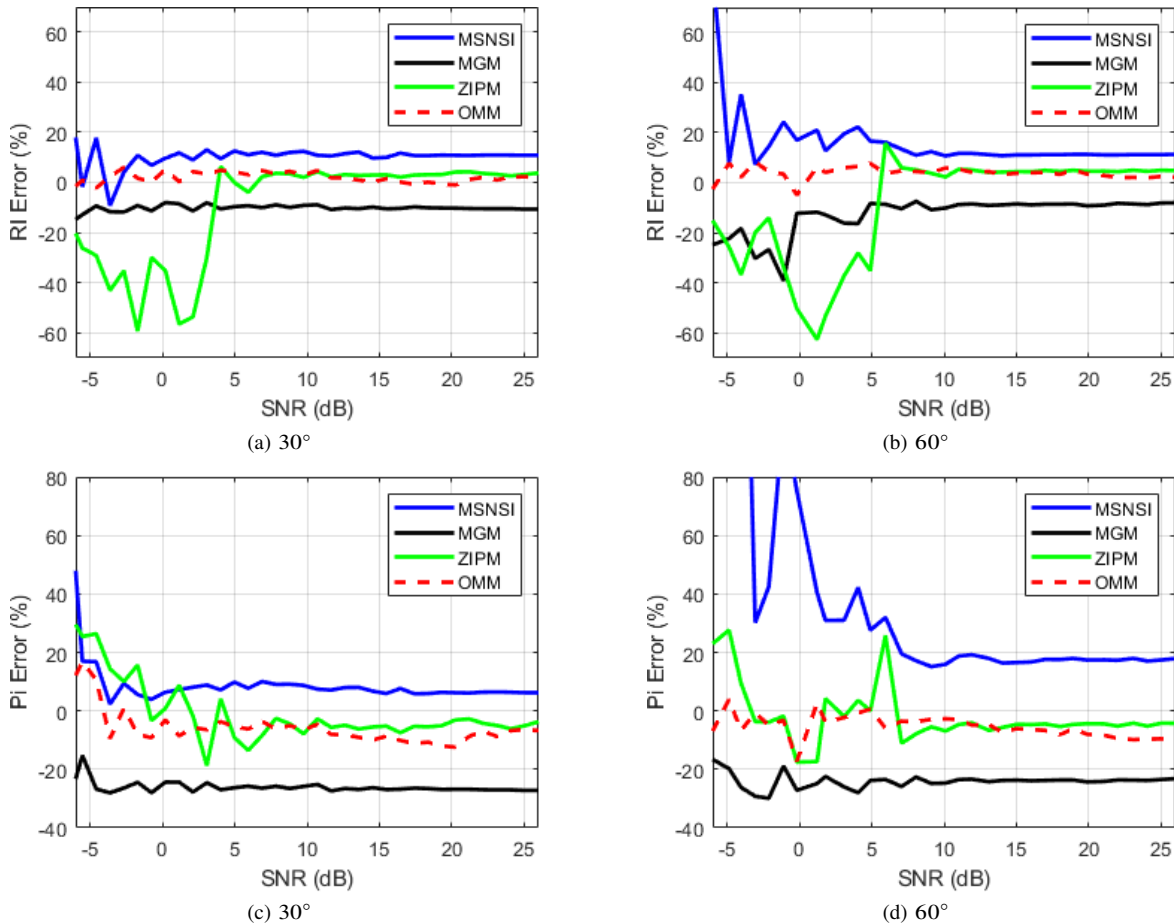 60
40
20
0
-20
-40
-60
RI Error (%)
-5 0 5 10 15 20 25
SNR (dB)
MSNSI
MGM
ZIPM
OMM
(a) 30°
60
40
20
0
-20
-40
-60
RI Error (%)
-5 0 5 10 15 20 25
SNR (dB)
MSNSI
MGM
ZIPM
OMM
(b) 60°
80
60
40
20
0
-20
-40
Pi Error (%)
-5 0 5 10 15 20 25
SNR (dB)
MSNSI
MGM
ZIPM
OMM
(c) 30°
80
60
40
20
0
-20
-40
Pi Error (%)
-5 0 5 10 15 20 25
SNR (dB)
MSNSI
MGM
ZIPM
OMM
(d) 60°